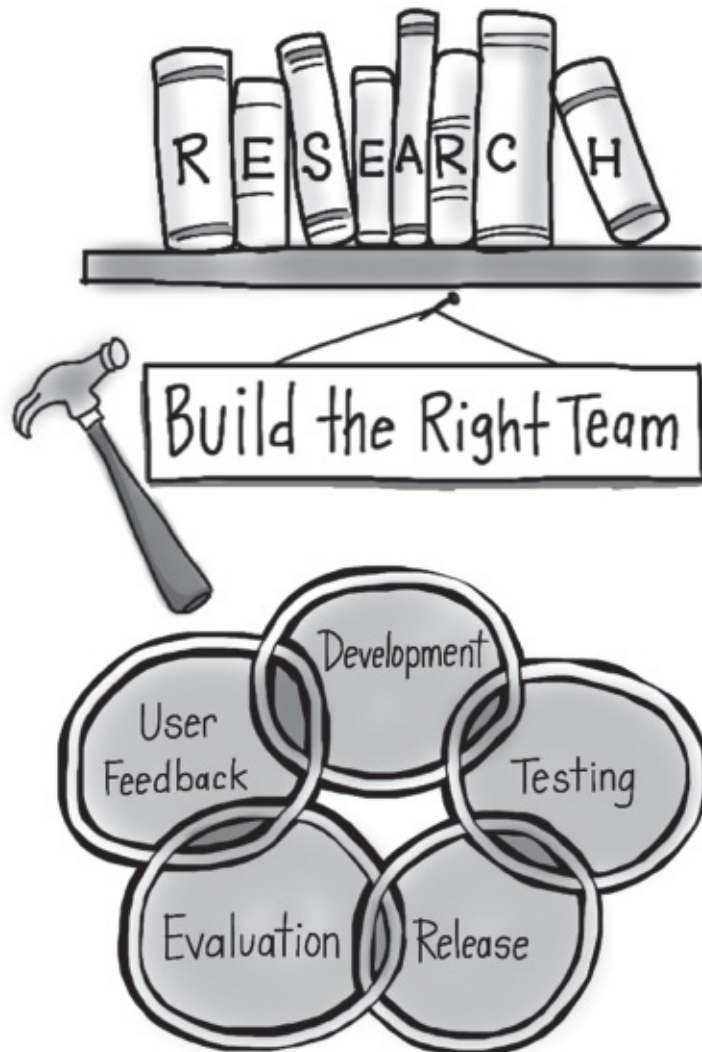 RESEARCH
Build the Right Team
Development
User
Feedback
Testing
Evaluation
Release